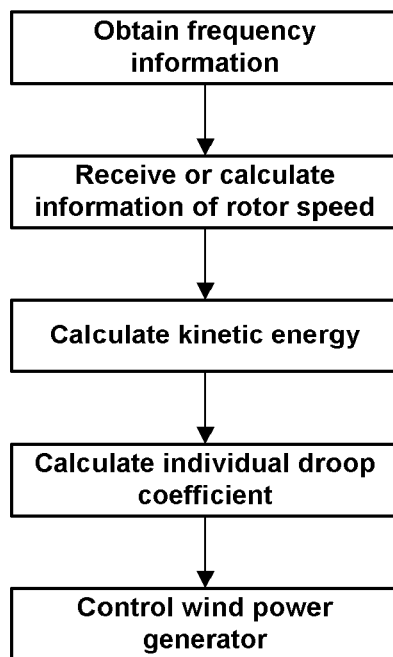 Obtain frequency
information
Receive or calculate
information of rotor speed
Calculate kinetic energy
Calculate individual droop
coefficient
Control wind power
generator